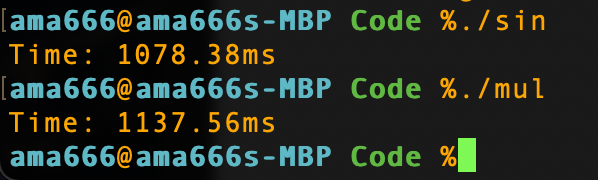 [ama666@ama666s-MBP Code %./sin
Time: 1078.38ms
[ama666@ama666s-MBP Code %./mul
Time: 1137.56ms
ama666@ama666s-MBP Code %